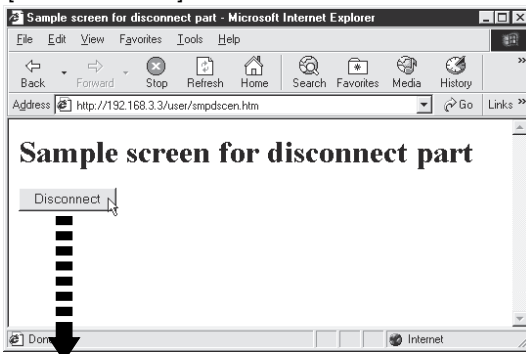 Sample screen for disconnect part - Microsoft Internet Explorer
File Edit View Favorites Tools Help
Back Forward Stop Refresh Home Search Favorites Media History »
Address http://192.168.3.3/user/smpdscen.htm Go Links »
Sample screen for disconnect part
Disconnect
Internet